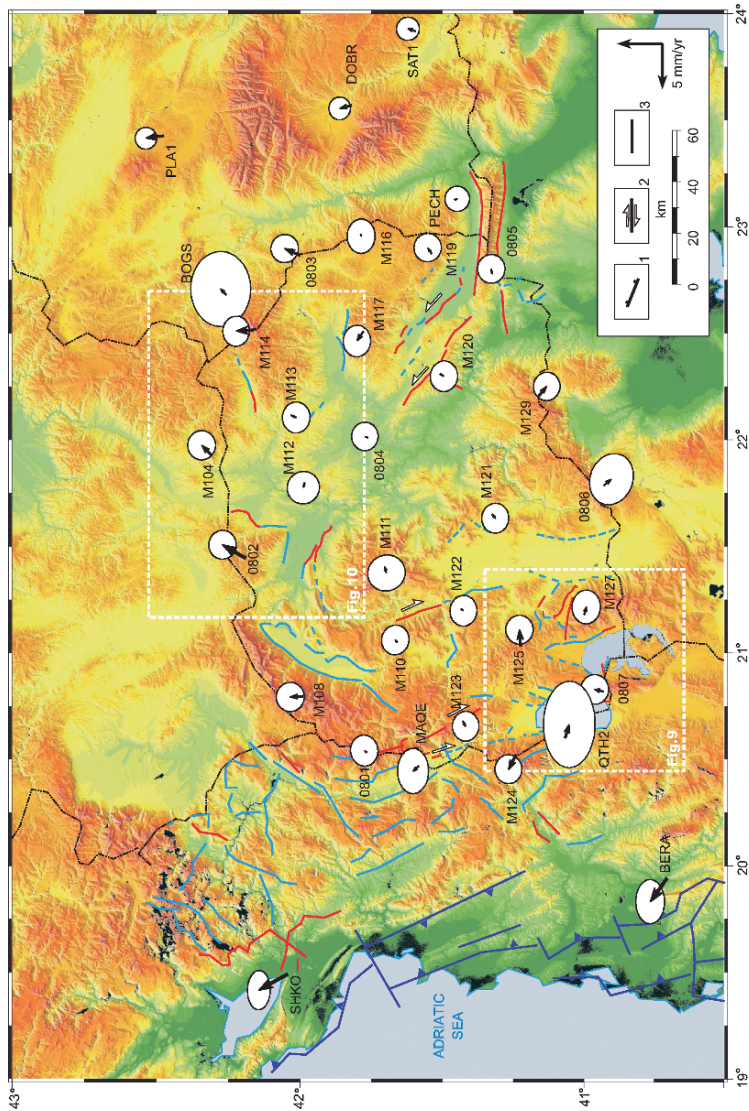 43°
42°
41°
24°
23°
22°
21°
20°
19°
SAT1
DOBR
PLA1
PECH
BOGS
0803
M116
M119
0805
M114
M117
M120
M113
M112
0804
M104
M129
M121
0806
0802
M111
M122
M127
M110
M125
M108
M123
0807
0801
MAQE
QTH2
M124
BERA
SHKO
Fig.10
Fig.9
ADRIATIC
SEA
1
2
3
0 20 40 60
km
5 mm/yr